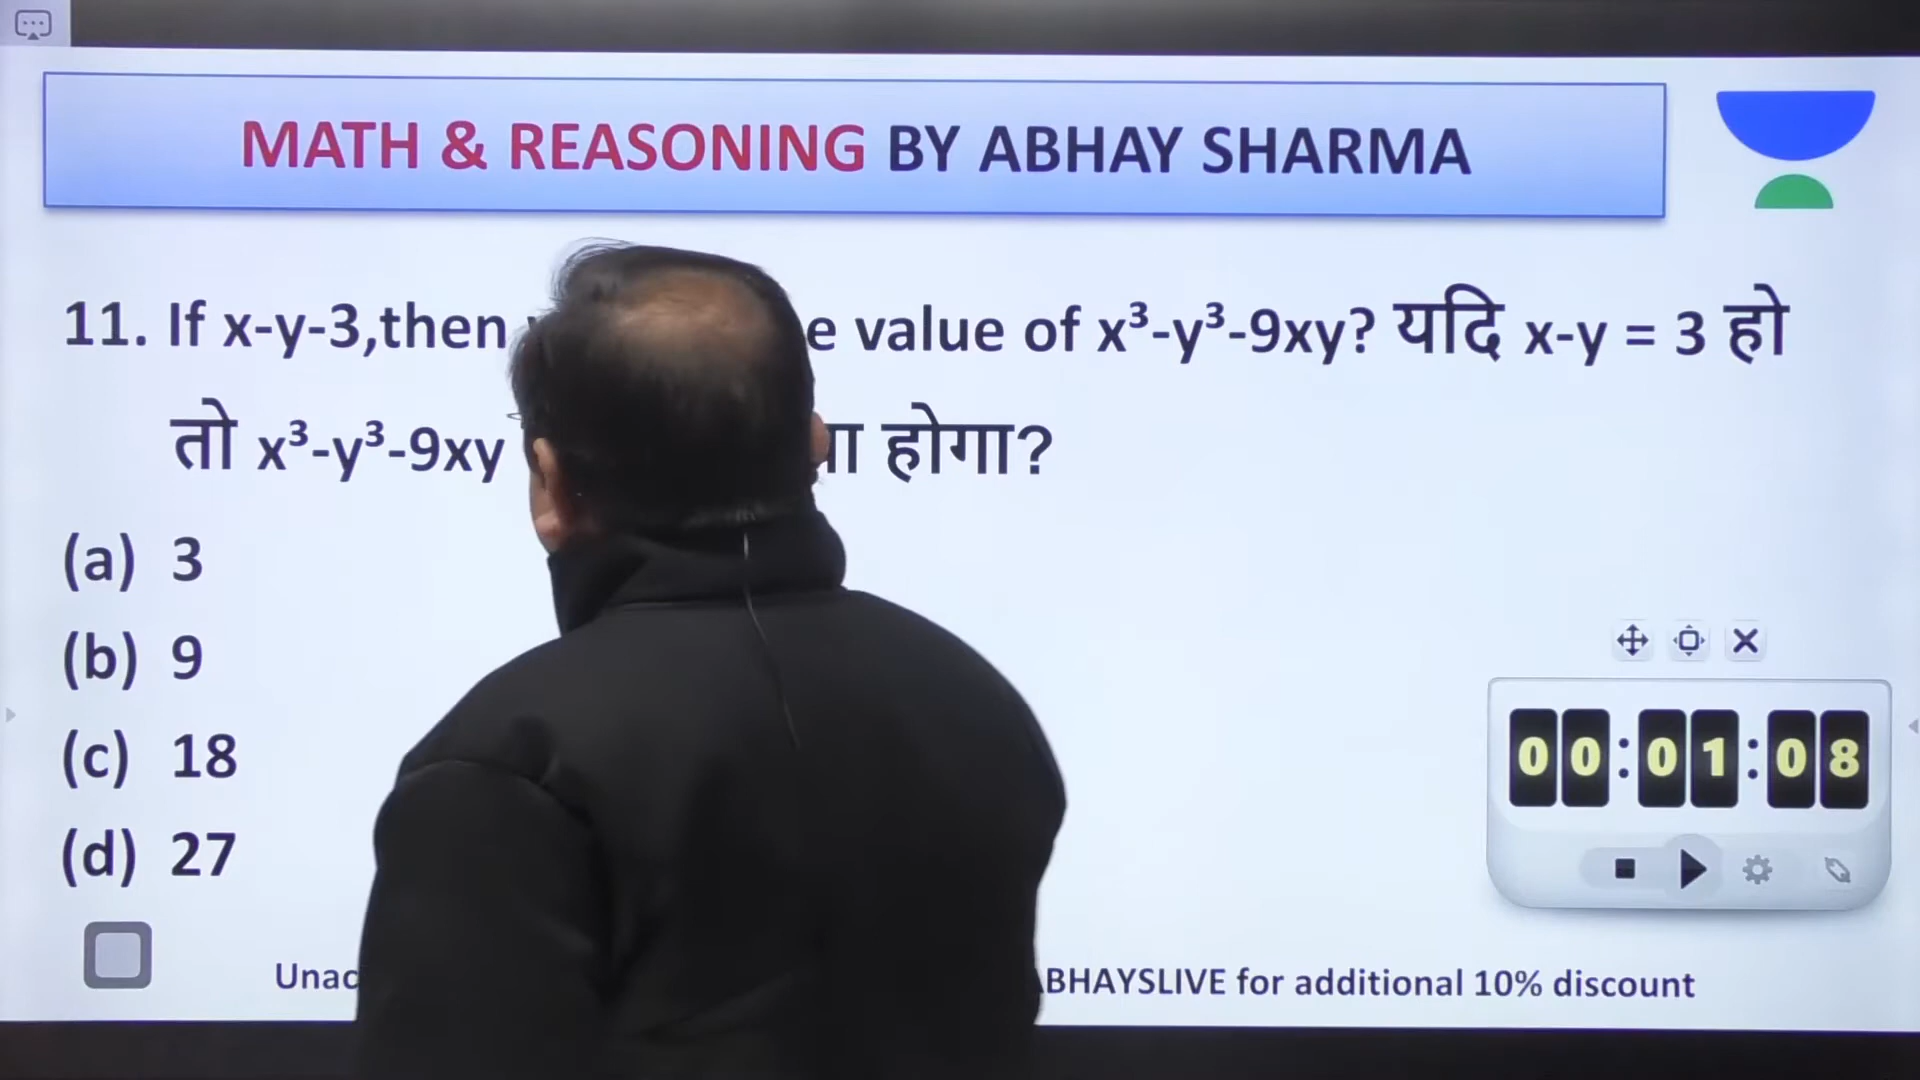 MATH & REASONING BY ABHAY SHARMA
11. If x-y-3,then value of x³-y³-9xy? यदि x-y = 3 हो
तो x³-y³-9xy होगा?
(a) 3
(b) 9
(c) 18
(d) 27
00:01:08
BHAYSLIVE for additional 10% discount